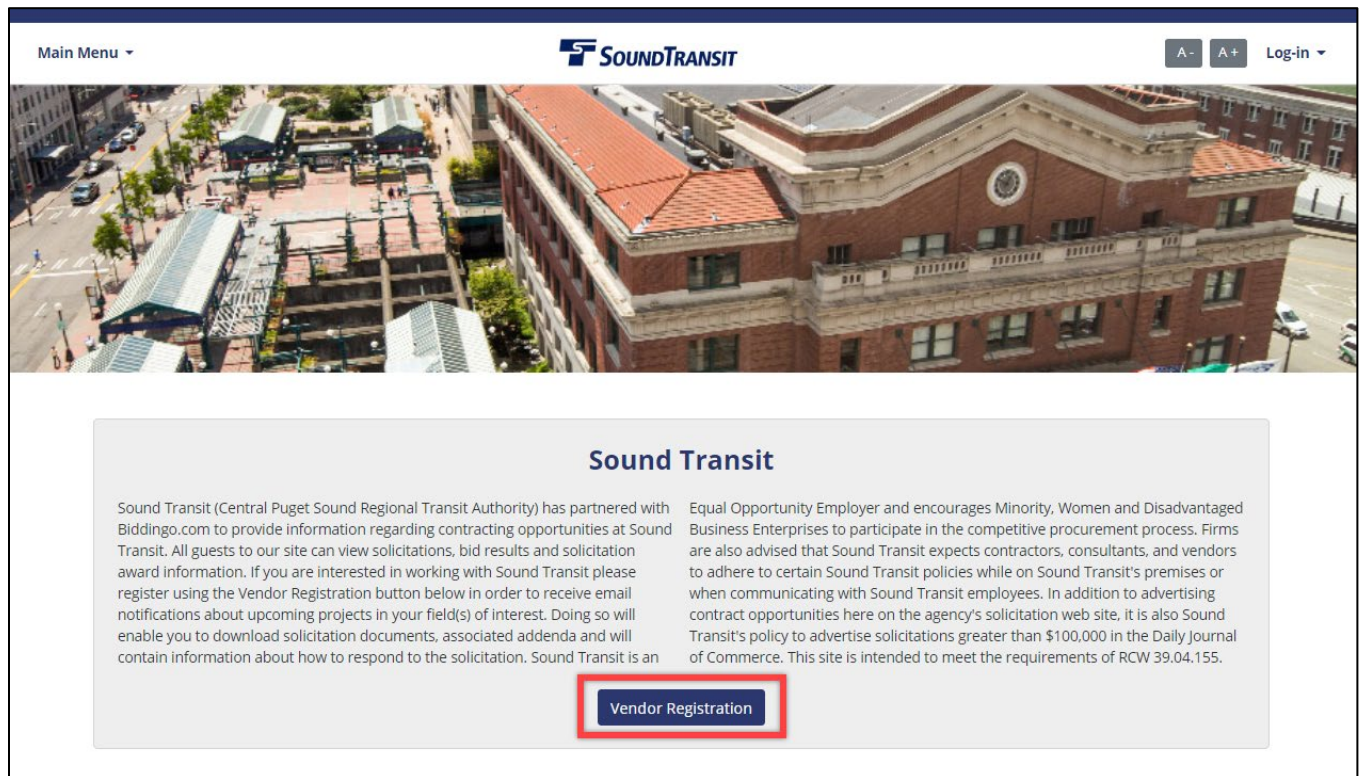 Main Menu
SOUNDTRANSIT
A -
A +
Log-in
Sound Transit
Sound Transit (Central Puget Sound Regional Transit Authority) has partnered with
Biddingo.com to provide information regarding contracting opportunities at Sound
Transit. All guests to our site can view solicitations, bid results and solicitation
award information. If you are interested in working with Sound Transit please
register using the Vendor Registration button below in order to receive email
notifications about upcoming projects in your field(s) of interest. Doing so will
enable you to download solicitation documents, associated addenda and will
contain information about how to respond to the solicitation. Sound Transit is an
Equal Opportunity Employer and encourages Minority, Women and Disadvantaged
Business Enterprises to participate in the competitive procurement process. Firms
are also advised that Sound Transit expects contractors, consultants, and vendors
to adhere to certain Sound Transit policies while on Sound Transit's premises or
when communicating with Sound Transit employees. In addition to advertising
contract opportunities here on the agency's solicitation web site, it is also Sound
Transit's policy to advertise solicitations greater than $100,000 in the Daily Journal
of Commerce. This site is intended to meet the requirements of RCW 39.04.155.
Vendor Registration